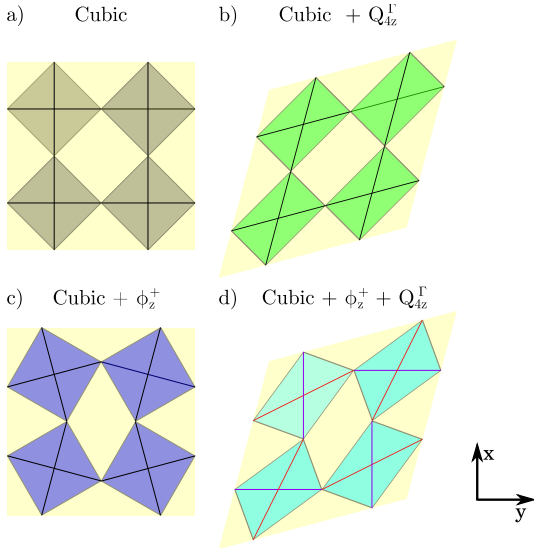 a) Cubic
b) Cubic + Q_{4z}^{Γ}
c) Cubic + ϕ_z^+
d) Cubic + ϕ_z^+ + Q_{4z}^{Γ}
x
y